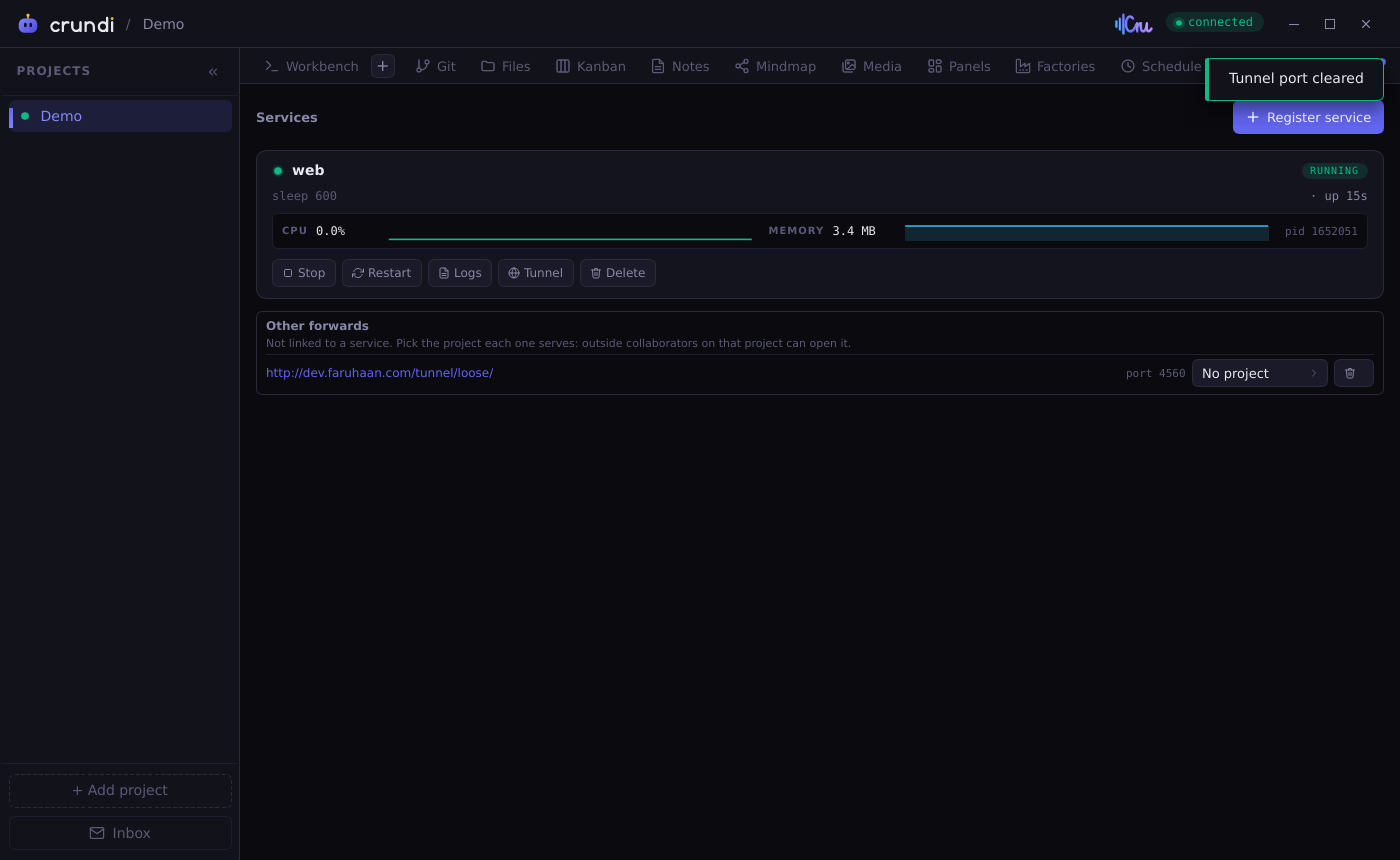 crundi / Demo
Cru
connected
PROJECTS
Workbench
Git
Files
Kanban
Notes
Mindmap
Media
Panels
Factories
Schedule
Tunnel port cleared
Demo
Services
+ Register service
web
RUNNING
sleep 600
· up 15s
CPU 0.0%
MEMORY 3.4 MB
pid 1652051
Stop
Restart
Logs
Tunnel
Delete
Other forwards
Not linked to a service. Pick the project each one serves: outside collaborators on that project can open it.
http://dev.faruhaan.com/tunnel/loose/
port 4560
No project
+ Add project
Inbox